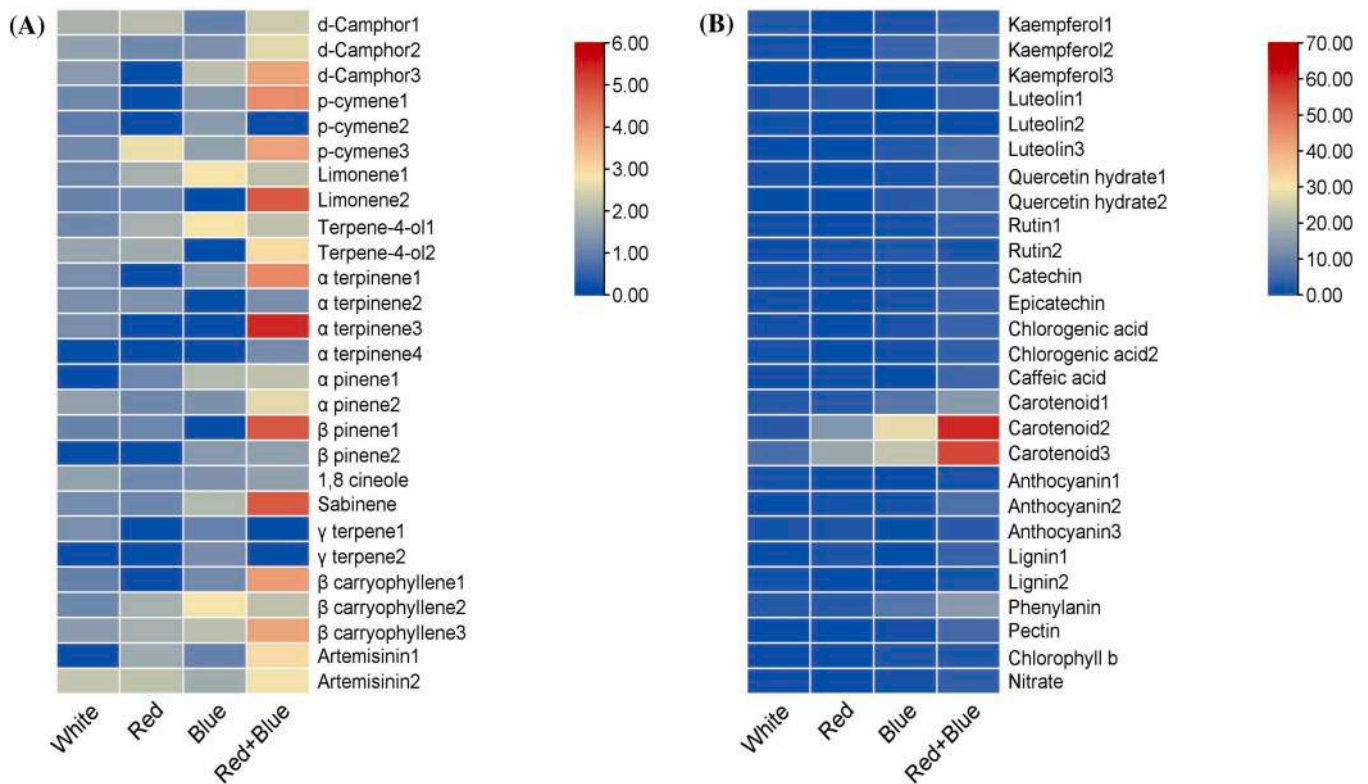 (A)
d-Camphor1
d-Camphor2
d-Camphor3
p-cymene1
p-cymene2
p-cymene3
Limonene1
Limonene2
Terpene-4-ol1
Terpene-4-ol2
α terpinene1
α terpinene2
α terpinene3
α terpinene4
α pinene1
α pinene2
β pinene1
β pinene2
1,8 cineole
Sabinene
γ terpene1
γ terpene2
β carryophyllene1
β carryophyllene2
β carryophyllene3
Artemisinin1
Artemisinin2
White
Red
Blue
Red+Blue
6.00
5.00
4.00
3.00
2.00
1.00
0.00
(B)
Kaempferol1
Kaempferol2
Kaempferol3
Luteolin1
Luteolin2
Luteolin3
Quercetin hydrate1
Quercetin hydrate2
Rutin1
Rutin2
Catechin
Epicatechin
Chlorogenic acid
Chlorogenic acid2
Caffeic acid
Carotenoid1
Carotenoid2
Carotenoid3
Anthocyanin1
Anthocyanin2
Anthocyanin3
Lignin1
Lignin2
Phenylanin
Pectin
Chlorophyll b
Nitrate
White
Red
Blue
Red+Blue
70.00
60.00
50.00
40.00
30.00
20.00
10.00
0.00